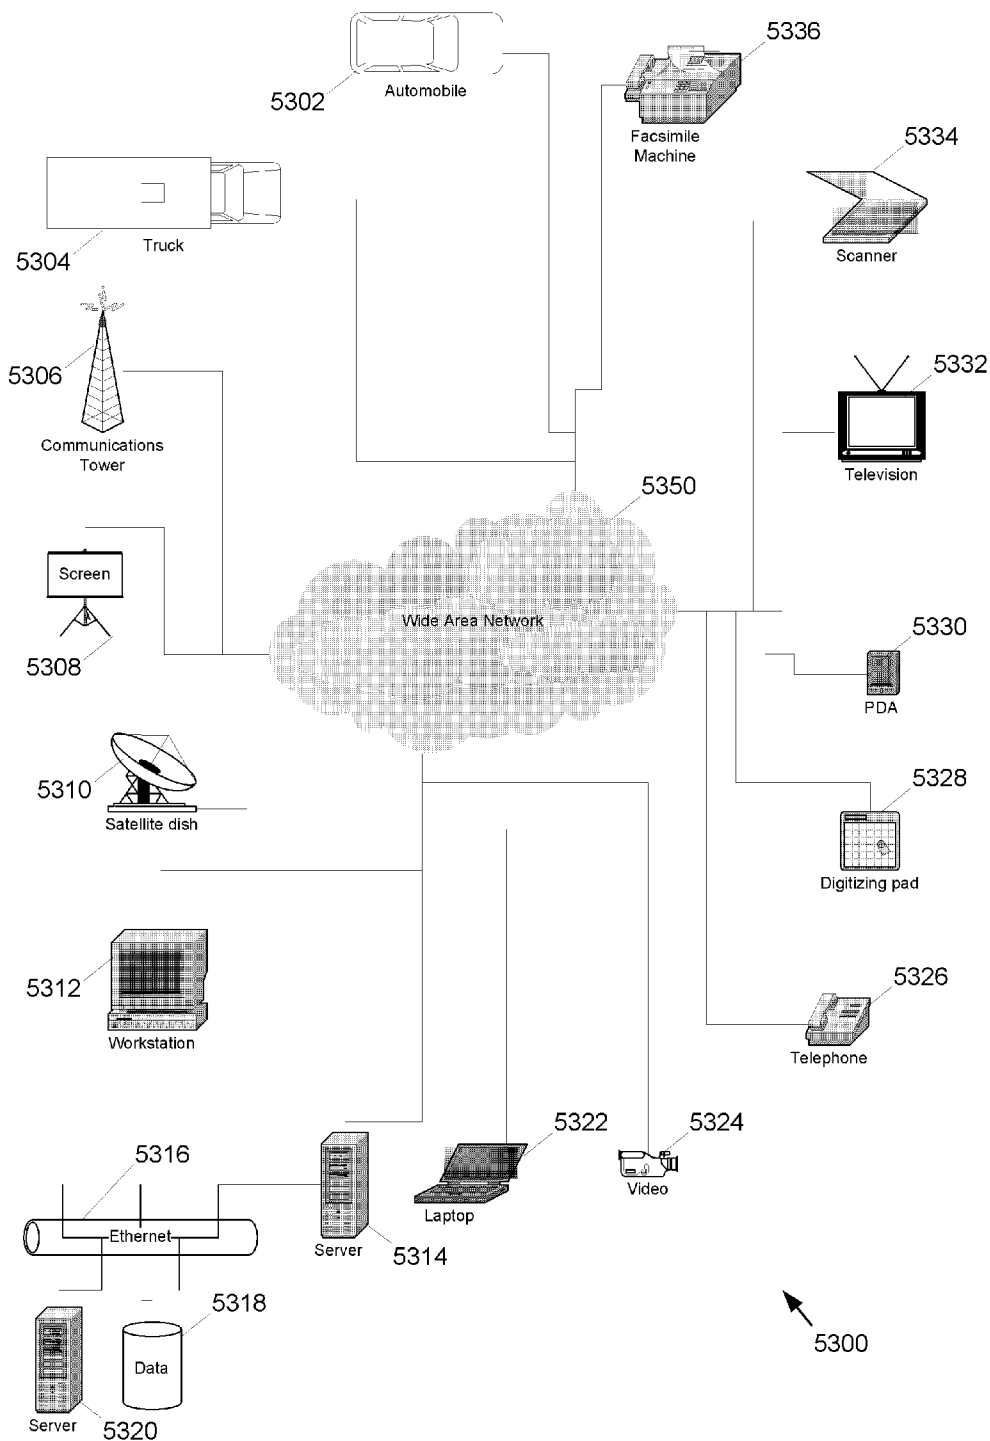 5336
5302
Automobile
Facsimile
Machine
5334
5304
Truck
Scanner
5306
5332
Communications
Tower
Television
5350
Screen
Wide Area Network
5308
5330
PDA
5310
Satellite dish
5328
Digitizing pad
5312
Workstation
5326
Telephone
5316
5322
5324
Ethernet
Laptop
Video
Server
5314
5318
5300
Data
Server
5320